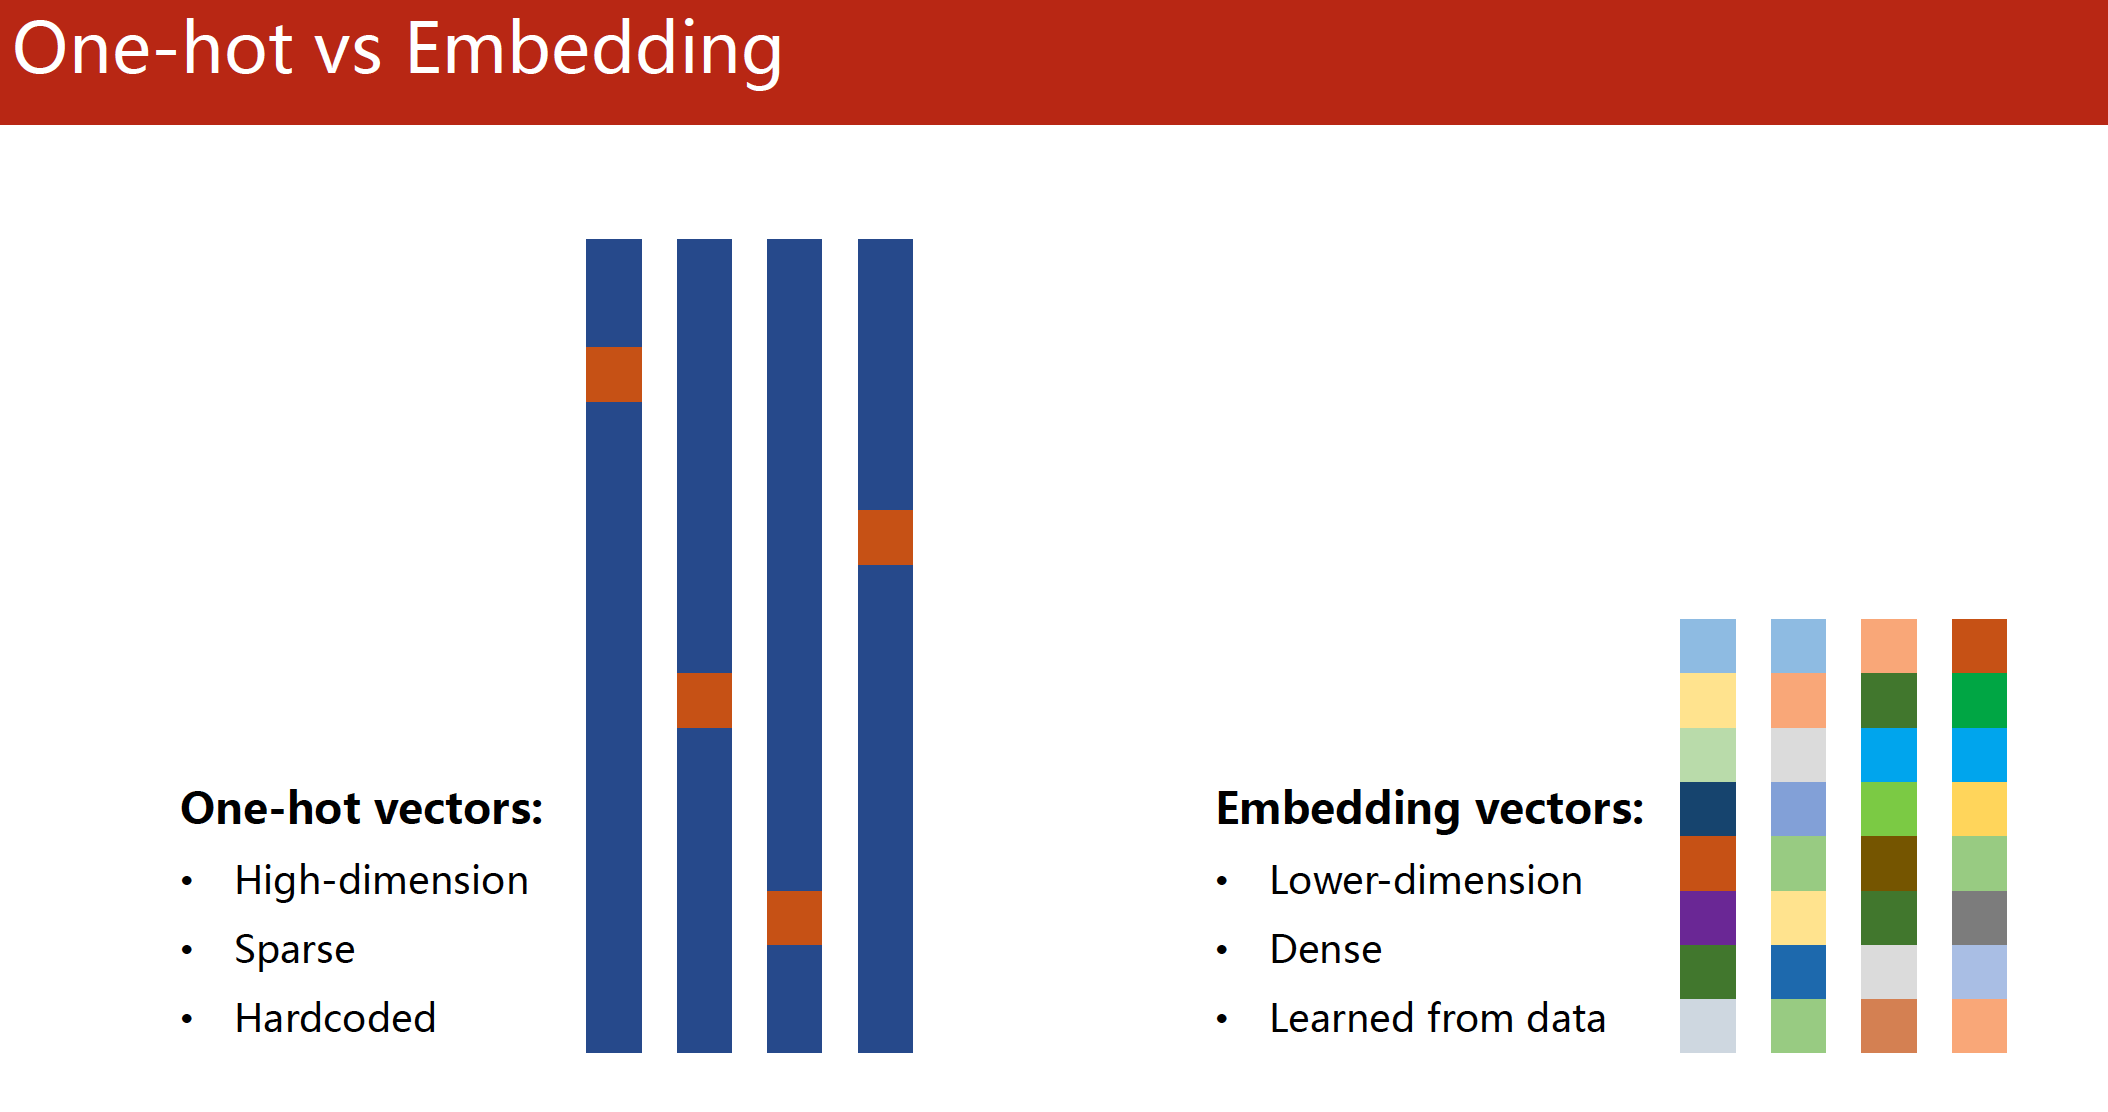 One-hot vs Embedding
One-hot vectors:
• High-dimension
• Sparse
• Hardcoded
Embedding vectors:
• Lower-dimension
• Dense
• Learned from data